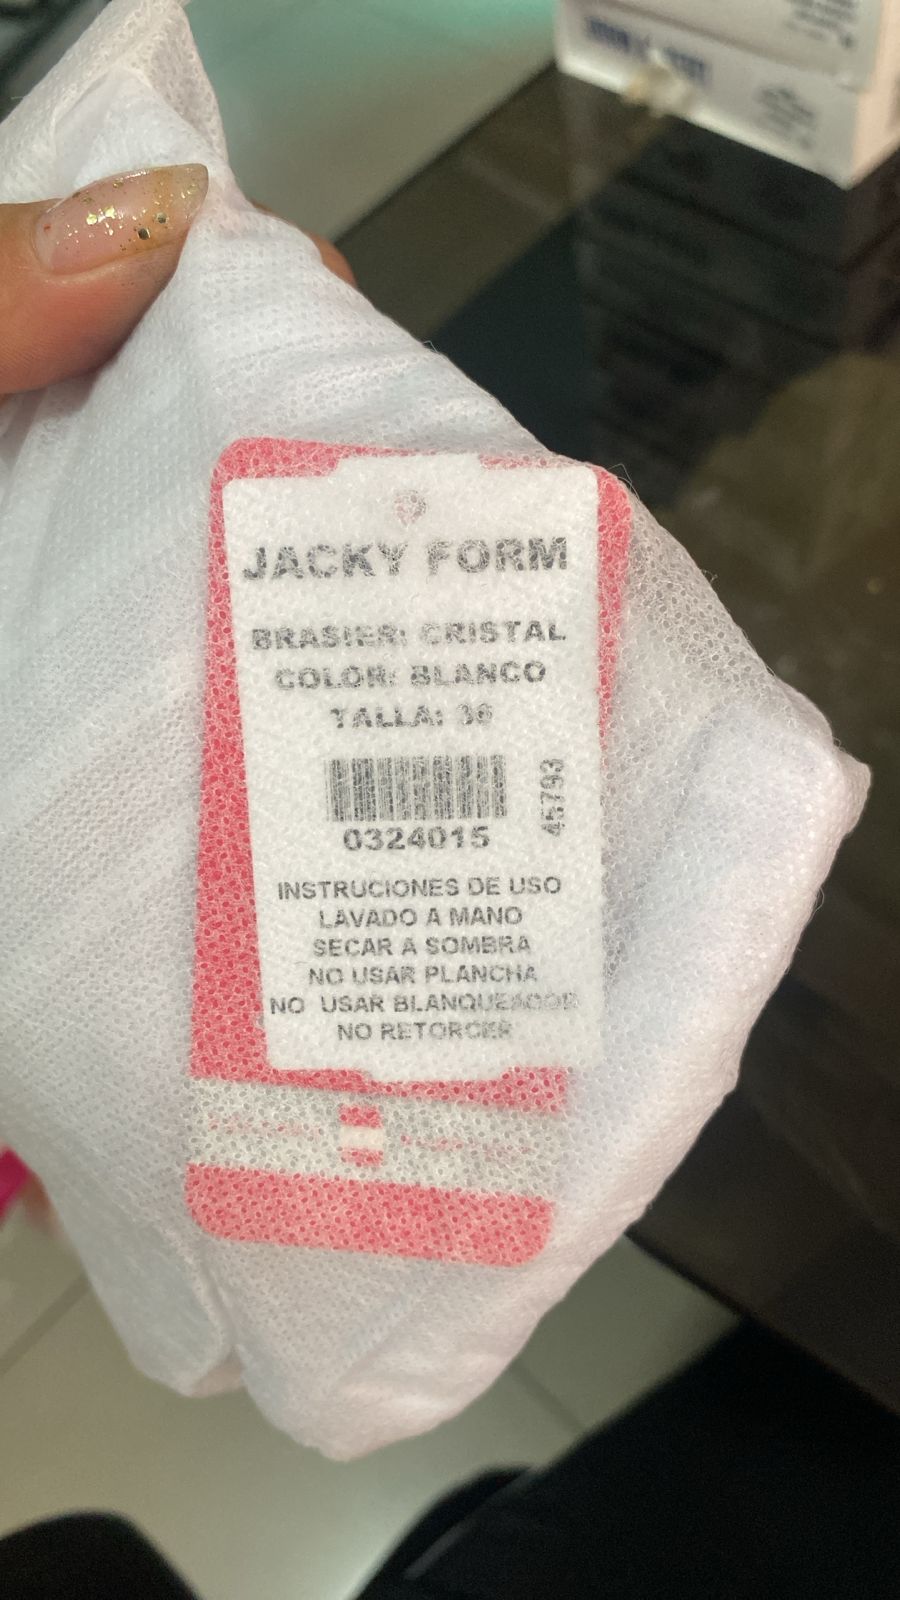 JACKY FORM
BRASIER: CRISTAL
COLOR: BLANCO
TALLA: 36
45793
0324015
INSTRUCIONES DE USO
LAVADO A MANO
SECAR A SOMBRA
NO USAR PLANCHA
NO USAR BLANQUEADOR
NO RETORCER